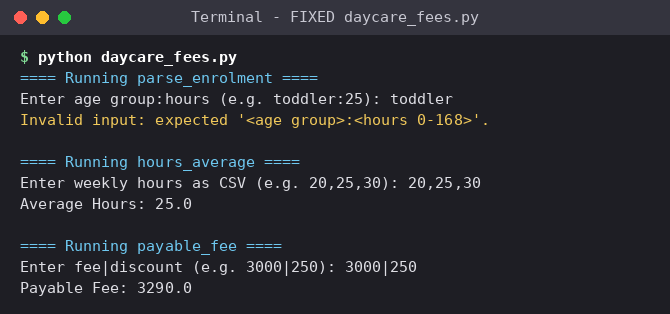 Terminal - FIXED daycare_fees.py
$ python daycare_fees.py
==== Running parse_enrolment ====
Enter age group:hours (e.g. toddler:25): toddler
Invalid input: expected '<age group>:<hours 0-168>'.
==== Running hours_average ====
Enter weekly hours as CSV (e.g. 20,25,30): 20,25,30
Average Hours: 25.0
==== Running payable_fee ====
Enter fee|discount (e.g. 3000|250): 3000|250
Payable Fee: 3290.0